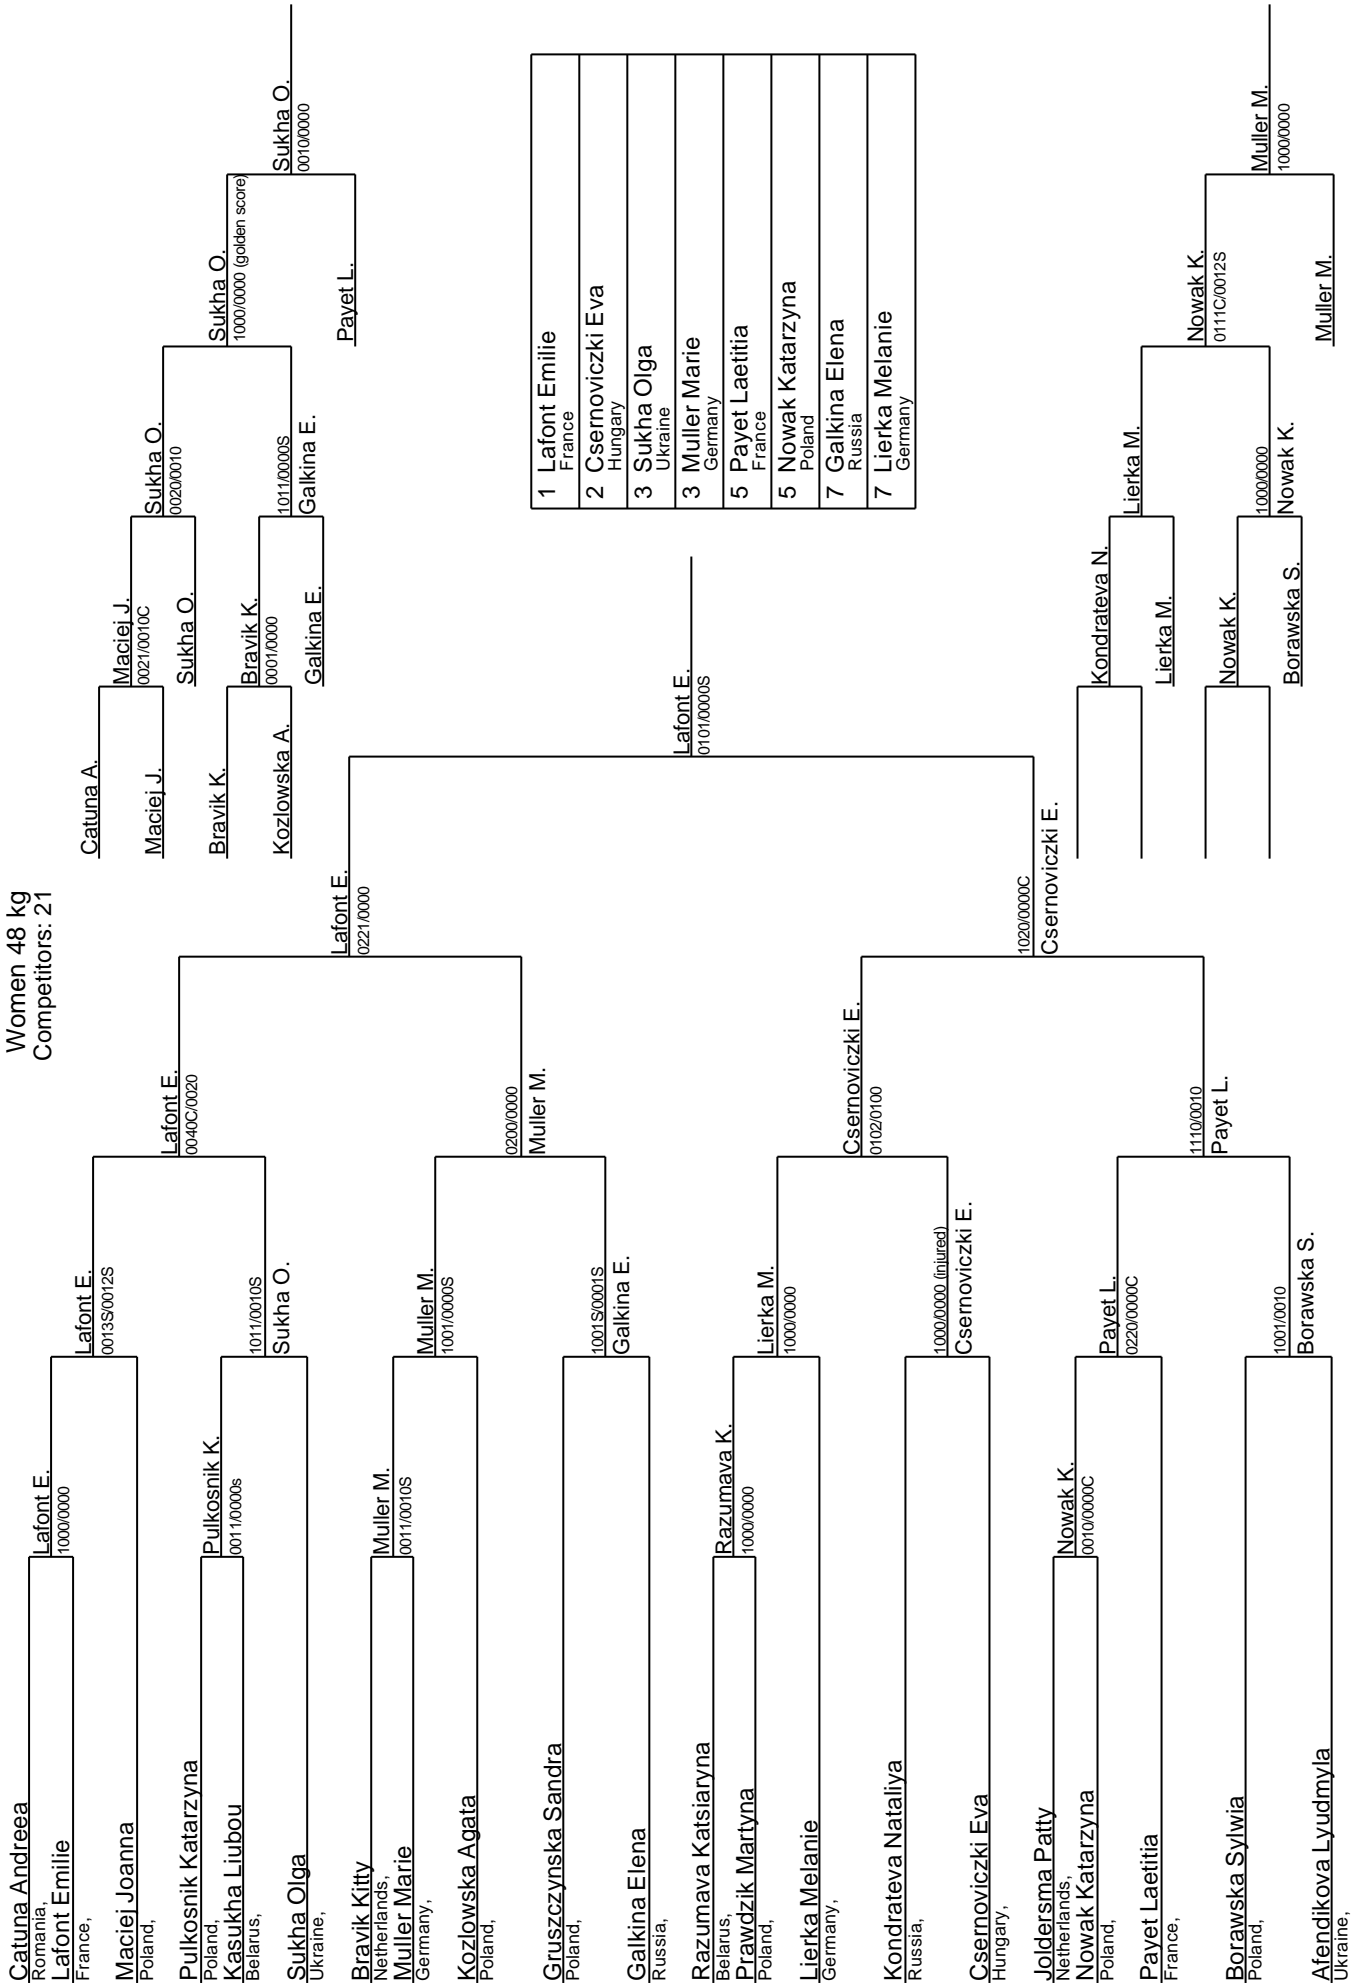 Women 48 kg
Competitors: 21
Catuna Andreea
Romania,
Lafont Emilie
France,
Maciej Joanna
Poland,
Pulkosnik Katarzyna
Poland,
Kasukha Liubou
Belarus,
Sukha Olga
Ukraine,
Bravik Kitty
Netherlands,
Muller Marie
Germany,
Kozlowska Agata
Poland,
Gruszczynska Sandra
Poland,
Galkina Elena
Russia,
Razumava Katsiaryna
Belarus,
Prawdzik Martyna
Poland,
Lierka Melanie
Germany,
Kondrateva Nataliya
Russia,
Csernoviczki Eva
Hungary,
Joldersma Patty
Netherlands,
Nowak Katarzyna
Poland,
Payet Laetitia
France,
Borawska Sylwia
Poland,
Afendikova Lyudmyla
Ukraine,
Lafont E.
1000/0000
Pulkosnik K.
0011/0000s
Muller M.
0011/0010S
Razumava K.
1000/0000
Nowak K.
0010/0000C
Lafont E.
0013S/0012S
1011/0010S
Sukha O.
Muller M.
1001/0000S
1001S/0001S
Galkina E.
Lierka M.
1000/0000
1000/0000 (injured)
Csernoviczki E.
Payet L.
0220/0000C
1001/0010
Borawska S.
Lafont E.
0040C/0020
0200/0000
Muller M.
Csernoviczki E.
0102/0100
1110/0010
Payet L.
Lafont E.
0221/0000
1020/0000C
Csernoviczki E.
Lafont E.
0101/0000S
Catuna A.
Maciej J.
Bravik K.
Kozlowska A.
Maciej J.
0021/0010C
Sukha O.
Bravik K.
0001/0000
Galkina E.
Sukha O.
0020/0010
1011/0000S
Galkina E.
Sukha O.
1000/0000 (golden score)
Payet L.
Sukha O.
0010/0000
1 Lafont Emilie
France
2 Csernoviczki Eva
Hungary
3 Sukha Olga
Ukraine
3 Muller Marie
Germany
5 Payet Laetitia
France
5 Nowak Katarzyna
Poland
7 Galkina Elena
Russia
7 Lierka Melanie
Germany
Kondrateva N.
Lierka M.
Nowak K.
Borawska S.
Lierka M.
1000/0000
Nowak K.
Nowak K.
0111C/0012S
Muller M.
Muller M.
1000/0000